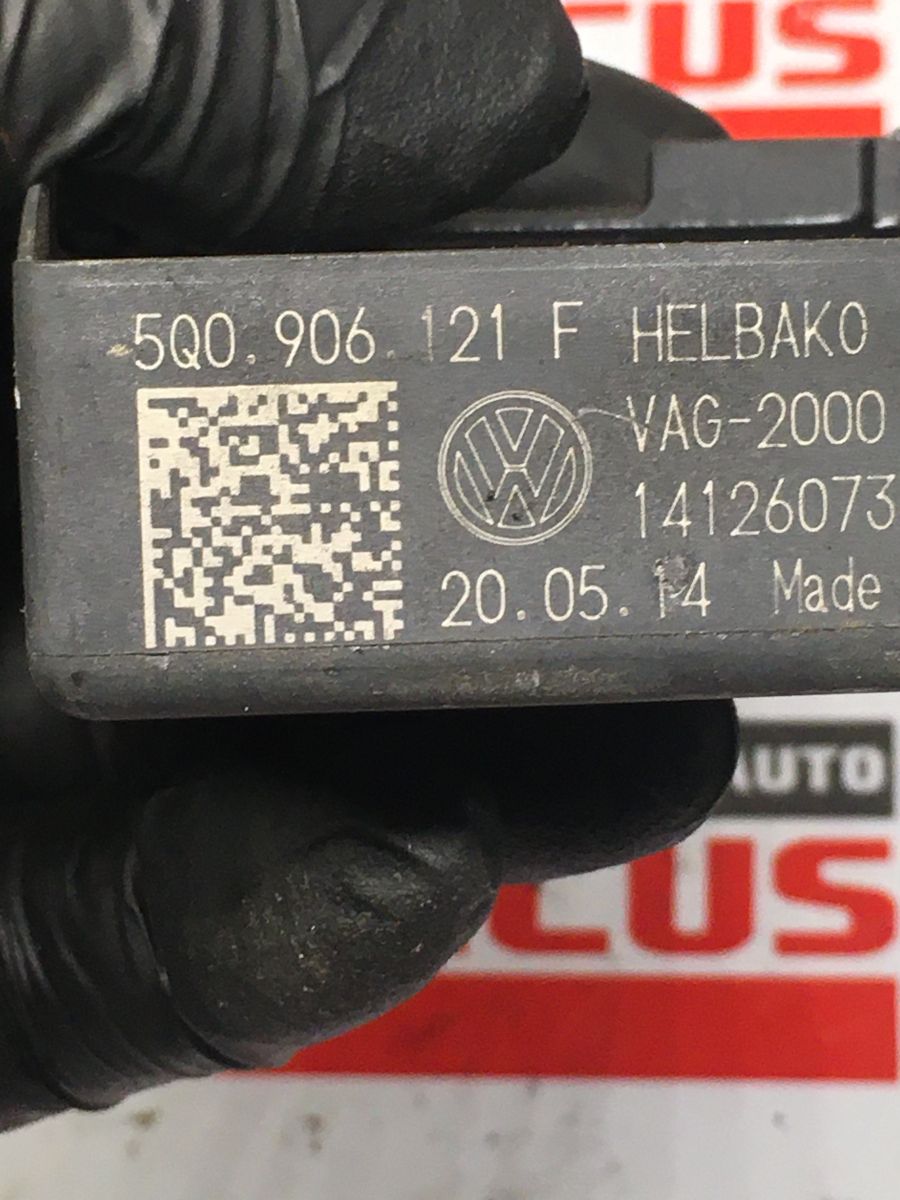 CUS
5Q0.906.121 F HELBAKO
VAG-2000
14126073
20.05.14 Made
AUTO
CUS